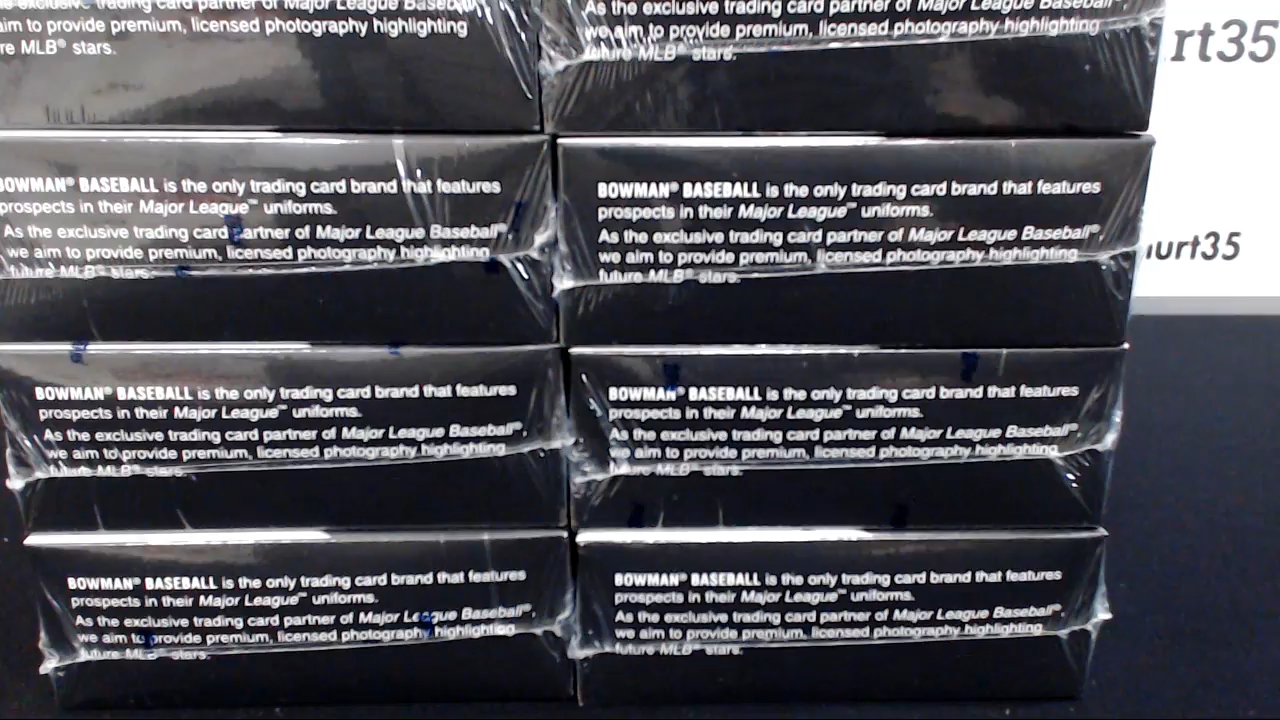 exclusive trading card partner of Major League Baseball
aim to provide premium, licensed photography highlighting
re MLB® stars.
As the exclusive trading card partner of Major League Baseball®,
we aim to provide premium, licensed photography highlighting
future MLB® stars.
rt35
BOWMAN® BASEBALL is the only trading card brand that features
prospects in their Major League™ uniforms.
As the exclusive trading card partner of Major League Baseball®,
we aim to provide premium, licensed photography highlighting
future MLB® stars.
BOWMAN® BASEBALL is the only trading card brand that features
prospects in their Major League™ uniforms.
As the exclusive trading card partner of Major League Baseball®,
we aim to provide premium, licensed photography highlighting
future MLB® stars.
urt35
BOWMAN® BASEBALL is the only trading card brand that features
prospects in their Major League™ uniforms.
As the exclusive trading card partner of Major League Baseball®,
we aim to provide premium, licensed photography highlighting
future MLB® stars.
BOWMAN® BASEBALL is the only trading card brand that features
prospects in their Major League™ uniforms.
As the exclusive trading card partner of Major League Baseball®,
we aim to provide premium, licensed photography highlighting
future MLB® stars.
BOWMAN® BASEBALL is the only trading card brand that features
prospects in their Major League™ uniforms.
As the exclusive trading card partner of Major League Baseball®,
we aim to provide premium, licensed photography highlighting
future MLB® stars.
BOWMAN® BASEBALL is the only trading card brand that features
prospects in their Major League™ uniforms.
As the exclusive trading card partner of Major League Baseball®,
we aim to provide premium, licensed photography highlighting
future MLB® stars.